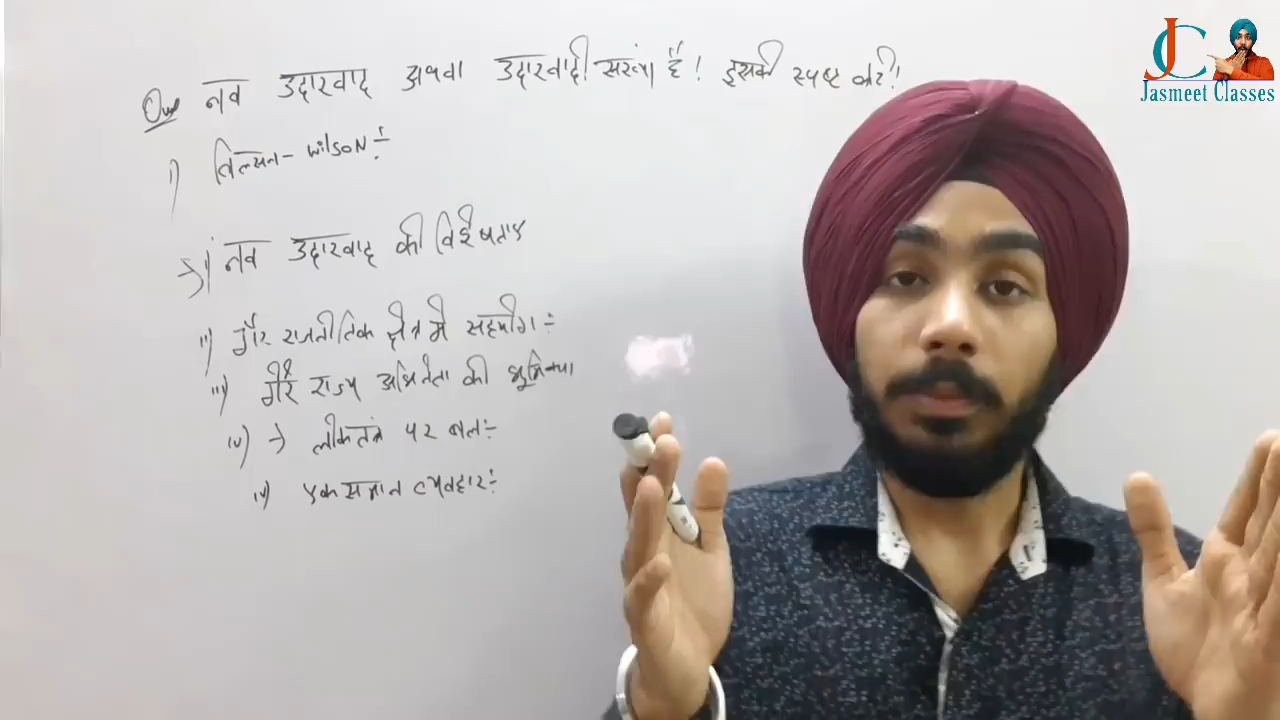 Que नव उदारवाद अथवा उदारवादी संस्था है! इसको स्पष्ट करो!
i) विल्सन - WilsoN :-
→ i) नव उदारवाद की विशेषताए
ii) गैर राजनीतिक क्षेत्र में सहयोग :-
iii) गैर राज्य अभिनेता की भूमिका
iv) → लोकतंत्र पर बल :-
iv) एक समान व्यवहार :-
JC
Jasmeet Classes